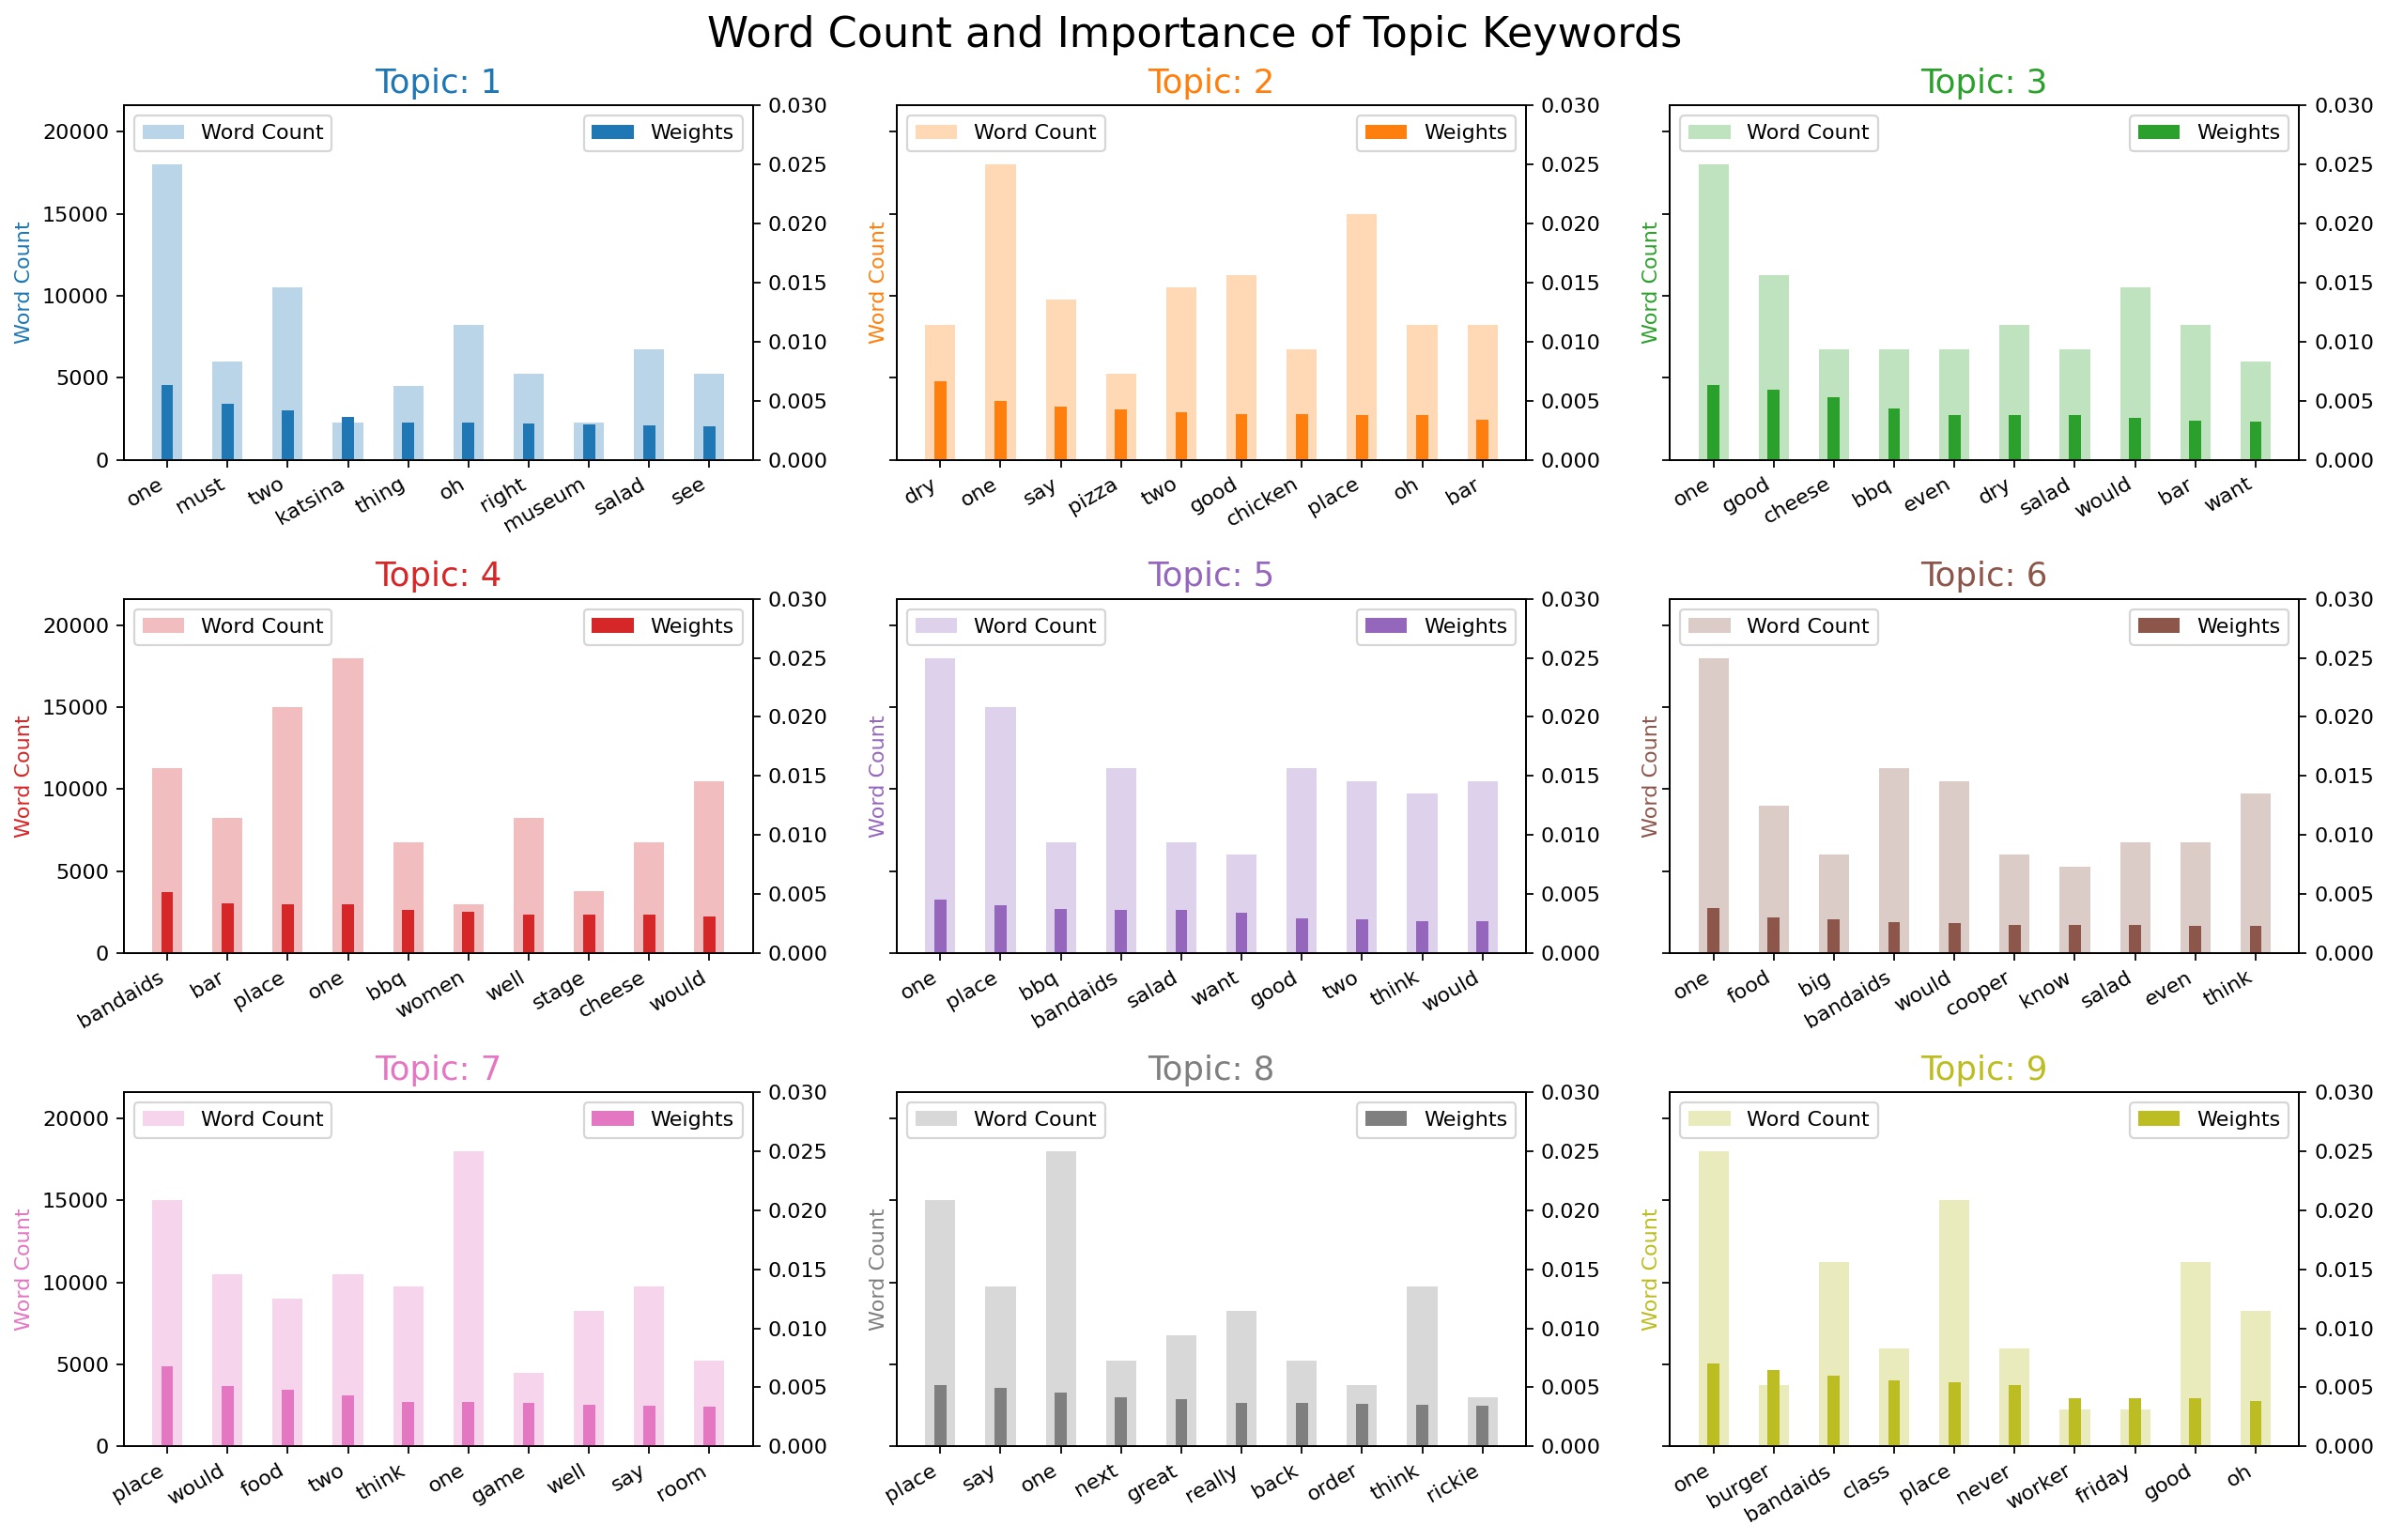 Word Count and Importance of Topic Keywords
Topic: 1
Word Count
Weights
Word Count
20000
15000
10000
5000
0
0.030
0.025
0.020
0.015
0.010
0.005
0.000
one must two katsina thing oh right museum salad see
Topic: 2
Word Count
Weights
Word Count
0.030
0.025
0.020
0.015
0.010
0.005
0.000
dry one say pizza two good chicken place oh bar
Topic: 3
Word Count
Weights
Word Count
0.030
0.025
0.020
0.015
0.010
0.005
0.000
one good cheese bbq even dry salad would bar want
Topic: 4
Word Count
Weights
Word Count
20000
15000
10000
5000
0
0.030
0.025
0.020
0.015
0.010
0.005
0.000
bandaids bar place one bbq women well stage cheese would
Topic: 5
Word Count
Weights
Word Count
0.030
0.025
0.020
0.015
0.010
0.005
0.000
one place bbq bandaids salad want good two think would
Topic: 6
Word Count
Weights
Word Count
0.030
0.025
0.020
0.015
0.010
0.005
0.000
one food big bandaids would cooper know salad even think
Topic: 7
Word Count
Weights
Word Count
20000
15000
10000
5000
0
0.030
0.025
0.020
0.015
0.010
0.005
0.000
place would food two think one game well say room
Topic: 8
Word Count
Weights
Word Count
0.030
0.025
0.020
0.015
0.010
0.005
0.000
place say one next great really back order think rickie
Topic: 9
Word Count
Weights
Word Count
0.030
0.025
0.020
0.015
0.010
0.005
0.000
one burger bandaids class place never worker friday good oh